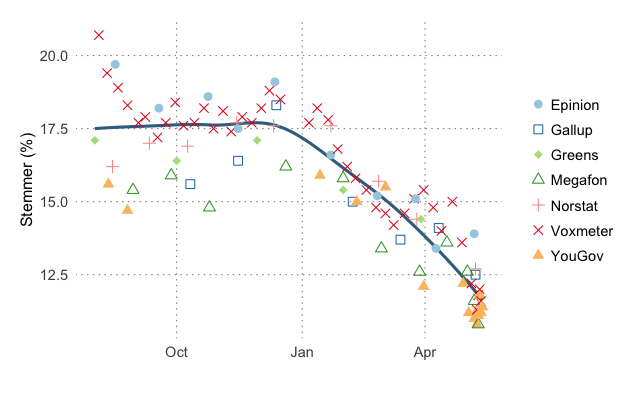 20.0
17.5
15.0
12.5
Stemmer (%)
Oct
Jan
Apr
Epinion
Gallup
Greens
Megafon
Norstat
Voxmeter
YouGov